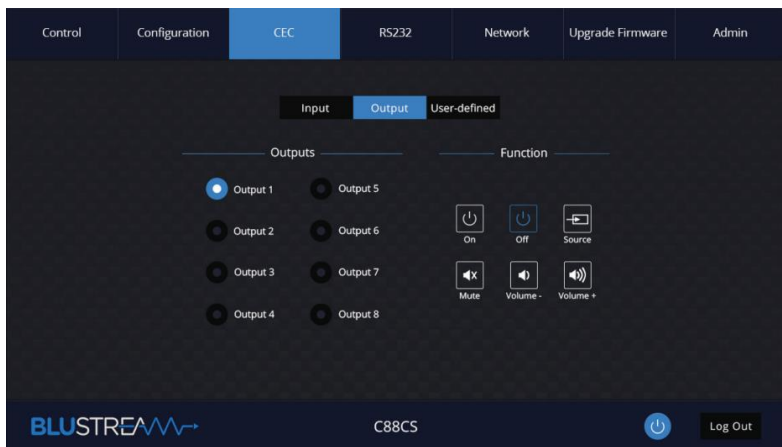 Control Configuration CEC RS232 Network Upgrade Firmware Admin
Input Output User-defined
Outputs
Function
Output 1 Output 5
Output 2 Output 6
Output 3 Output 7
Output 4 Output 8
On Off Source
Mute Volume - Volume +
BLUSTREAM C88CS Log Out